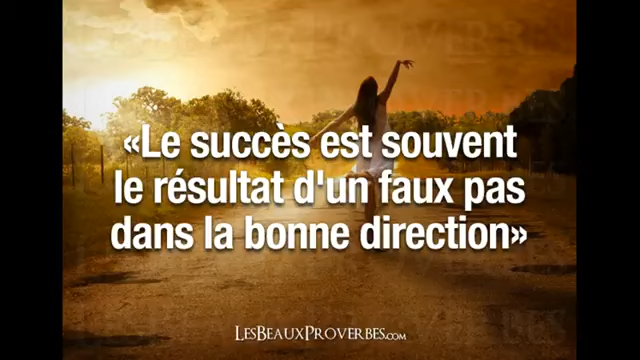 «Le succès est souvent
le résultat d'un faux pas
dans la bonne direction»
LesBeauxProverbes.com